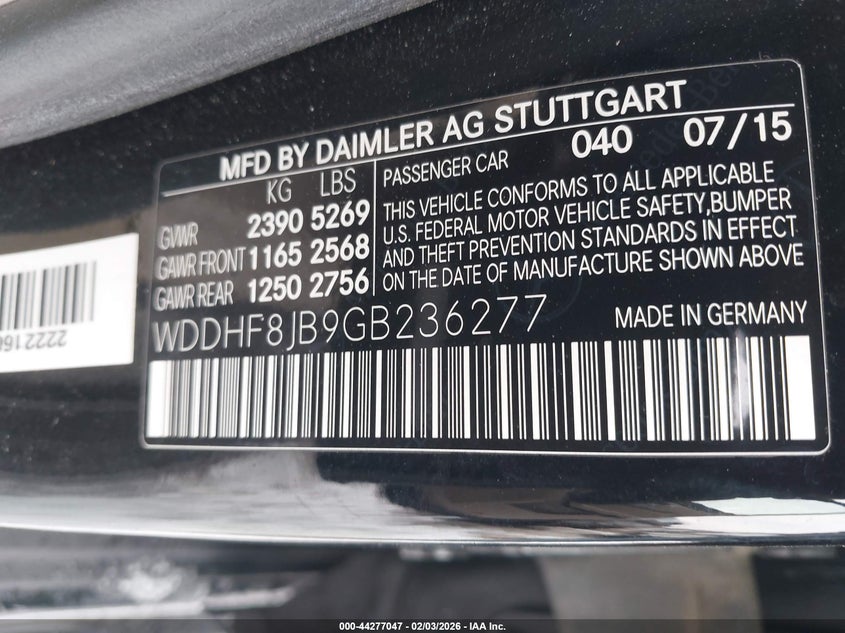 MFD BY DAIMLER AG STUTTGART
KG LBS
GVWR 2390 5269
GAWR FRONT 1165 2568
GAWR REAR 1250 2756
PASSENGER CAR 040 07/15
THIS VEHICLE CONFORMS TO ALL APPLICABLE
U.S. FEDERAL MOTOR VEHICLE SAFETY,BUMPER
AND THEFT PREVENTION STANDARDS IN EFFECT
ON THE DATE OF MANUFACTURE SHOWN ABOVE
WDDHF8JB9GB236277
MADE IN GERMANY
000-44277047 - 02/03/2026 - IAA Inc.